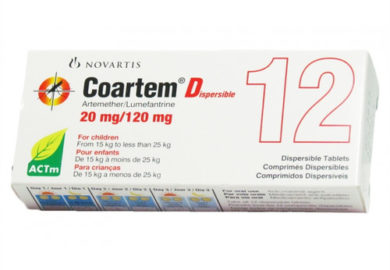 NOVARTIS
Coartem® Dispersible
Artemether/Lumefantrine
20 mg/120 mg
12
For children
From 15 kg to less than 25 kg
Pour enfants
De 15 kg à moins de 25 kg
Para crianças
De 15 kg a menos de 25 kg
ACTm
Dispersible Tablets
Comprimés Dispersibles
Comprimidos Dispersíveis